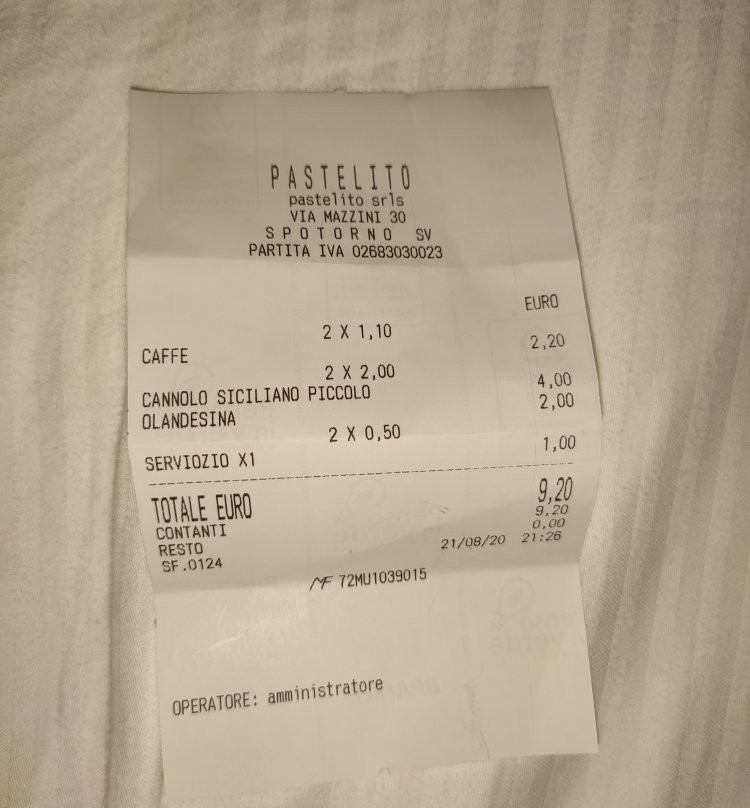 PASTELITO
pastelito srls
VIA MAZZINI 30
SPOTORNO SV
PARTITA IVA 02683030023
EURO
2 X 1,10
CAFFE 2,20
2 X 2,00
CANNOLO SICILIANO PICCOLO 4,00
OLANDESINA 2,00
2 X 0,50
SERVIOZIO X1 1,00
TOTALE EURO 9,20
CONTANTI 9,20
RESTO 0,00
SF.0124 21/08/20 21:26
MF 72MU1039015
OPERATORE: amministratore